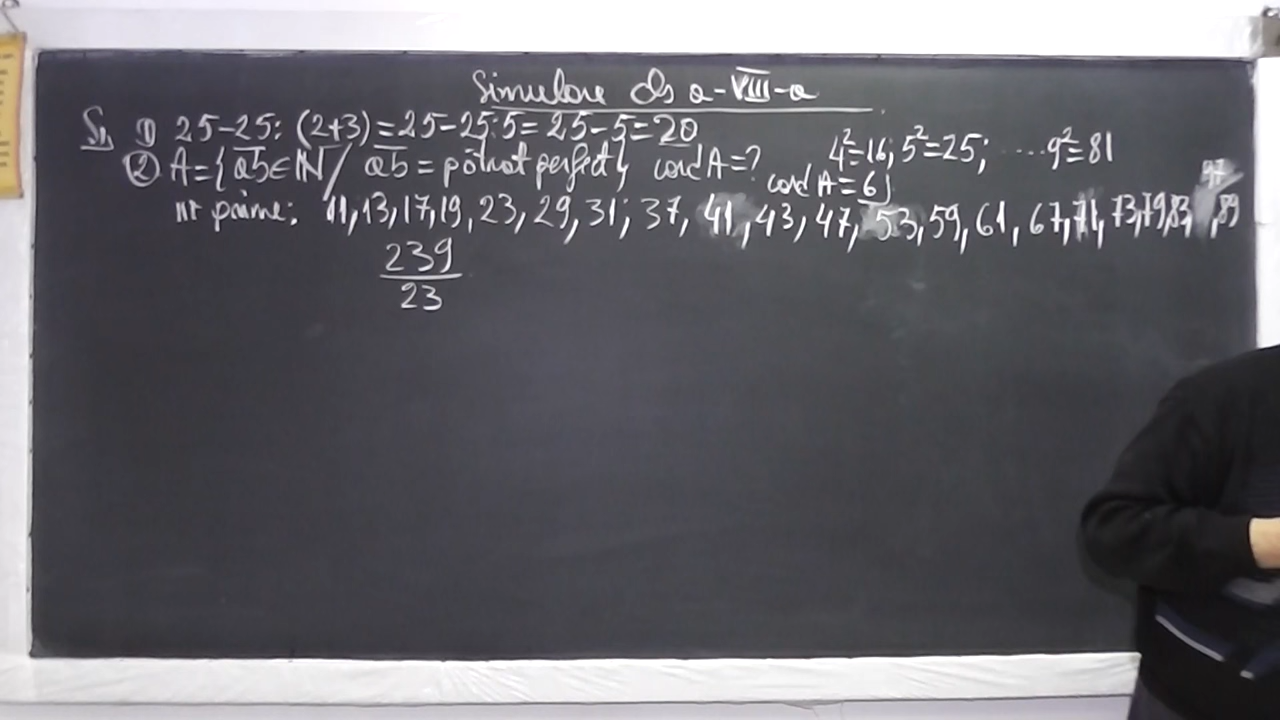 Simulare cls a-VIII-a
S₁, 1) 25-25:(2+3)=25-25:5=25-5=20
② A={ab∈ℕ/ ab=pătrat perfect} card A=? 4²=16; 5²=25; ....9²=81
card A=6;
nr prime: 11,13,17,19,23,29,31;37,41,43,47,53,59,61,67,71,73,79,83, ,89
97
239
23